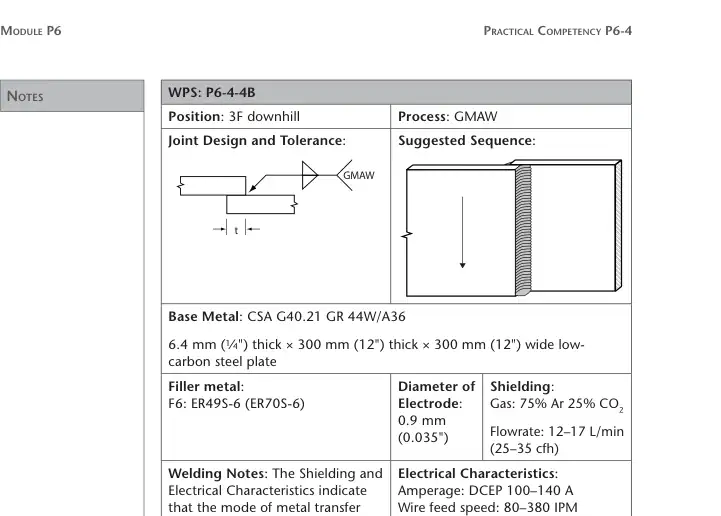 MODULE P6
PRACTICAL COMPETENCY P6-4
NOTES
WPS: P6-4-4B
Position: 3F downhill
Process: GMAW
Joint Design and Tolerance:
Suggested Sequence:
GMAW
t
Base Metal: CSA G40.21 GR 44W/A36
6.4 mm (¼") thick × 300 mm (12") thick × 300 mm (12") wide low-
carbon steel plate
Filler metal:
F6: ER49S-6 (ER70S-6)
Diameter of
Electrode:
0.9 mm
(0.035")
Shielding:
Gas: 75% Ar 25% CO₂
Flowrate: 12–17 L/min
(25–35 cfh)
Welding Notes: The Shielding and
Electrical Characteristics indicate
that the mode of metal transfer
Electrical Characteristics:
Amperage: DCEP 100–140 A
Wire feed speed: 80–380 IPM